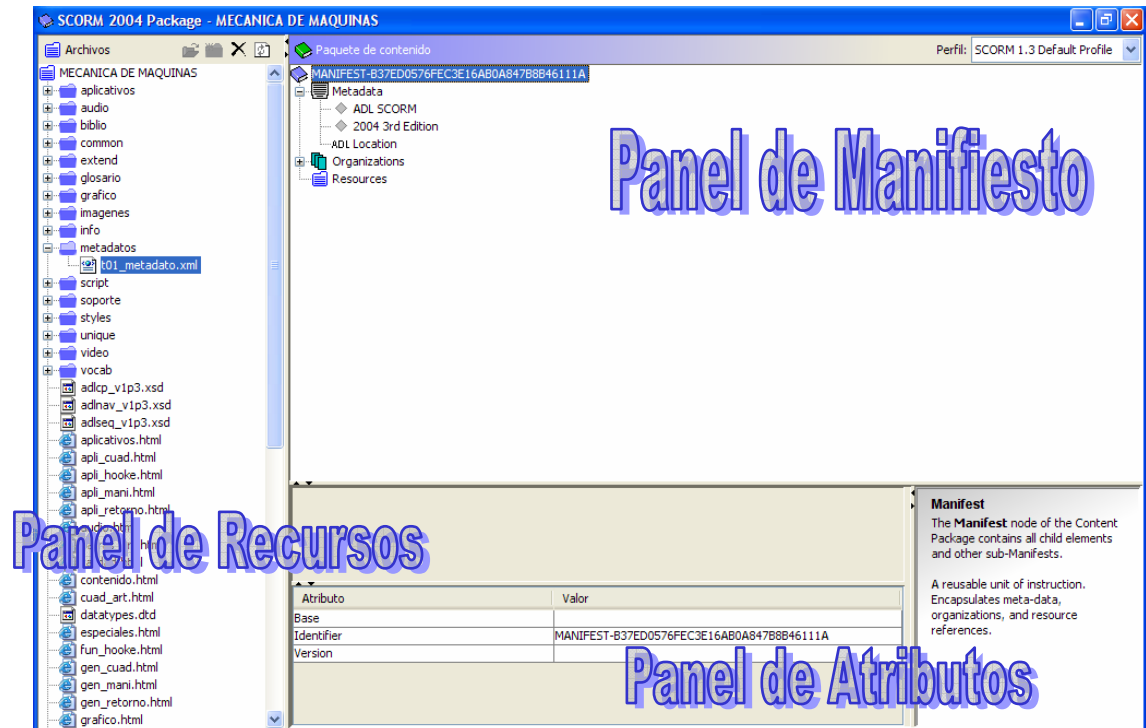 SCORM 2004 Package - MECANICA DE MAQUINAS
Archivos
Paquete de contenido
Perfil: SCORM 1.3 Default Profile
MECANICA DE MAQUINAS
aplicativos
audio
biblio
common
extend
glosario
grafico
imagenes
info
metadatos
t01_metadato.xml
script
soporte
styles
unique
video
vocab
adlcp_v1p3.xsd
adlnav_v1p3.xsd
adlseq_v1p3.xsd
aplicativos.html
apli_cuad.html
apli_hooke.html
apli_mani.html
apli_retorno.html
contenido.html
cuad_art.html
datatypes.dtd
especiales.html
fun_hooke.html
gen_cuad.html
gen_mani.html
gen_retorno.html
grafico.html
Panel de Recursos
MANIFEST-B37ED0576FEC3E16AB0A847B8B46111A
Metadata
ADL SCORM
2004 3rd Edition
ADL Location
Organizations
Resources
Panel de Manifiesto
Atributo Valor
Base
Identifier MANIFEST-B37ED0576FEC3E16AB0A847B8B46111A
Version
Panel de Atributos
Manifest
The Manifest node of the Content
Package contains all child elements
and other sub-Manifests.
A reusable unit of instruction.
Encapsulates meta-data,
organizations, and resource
references.